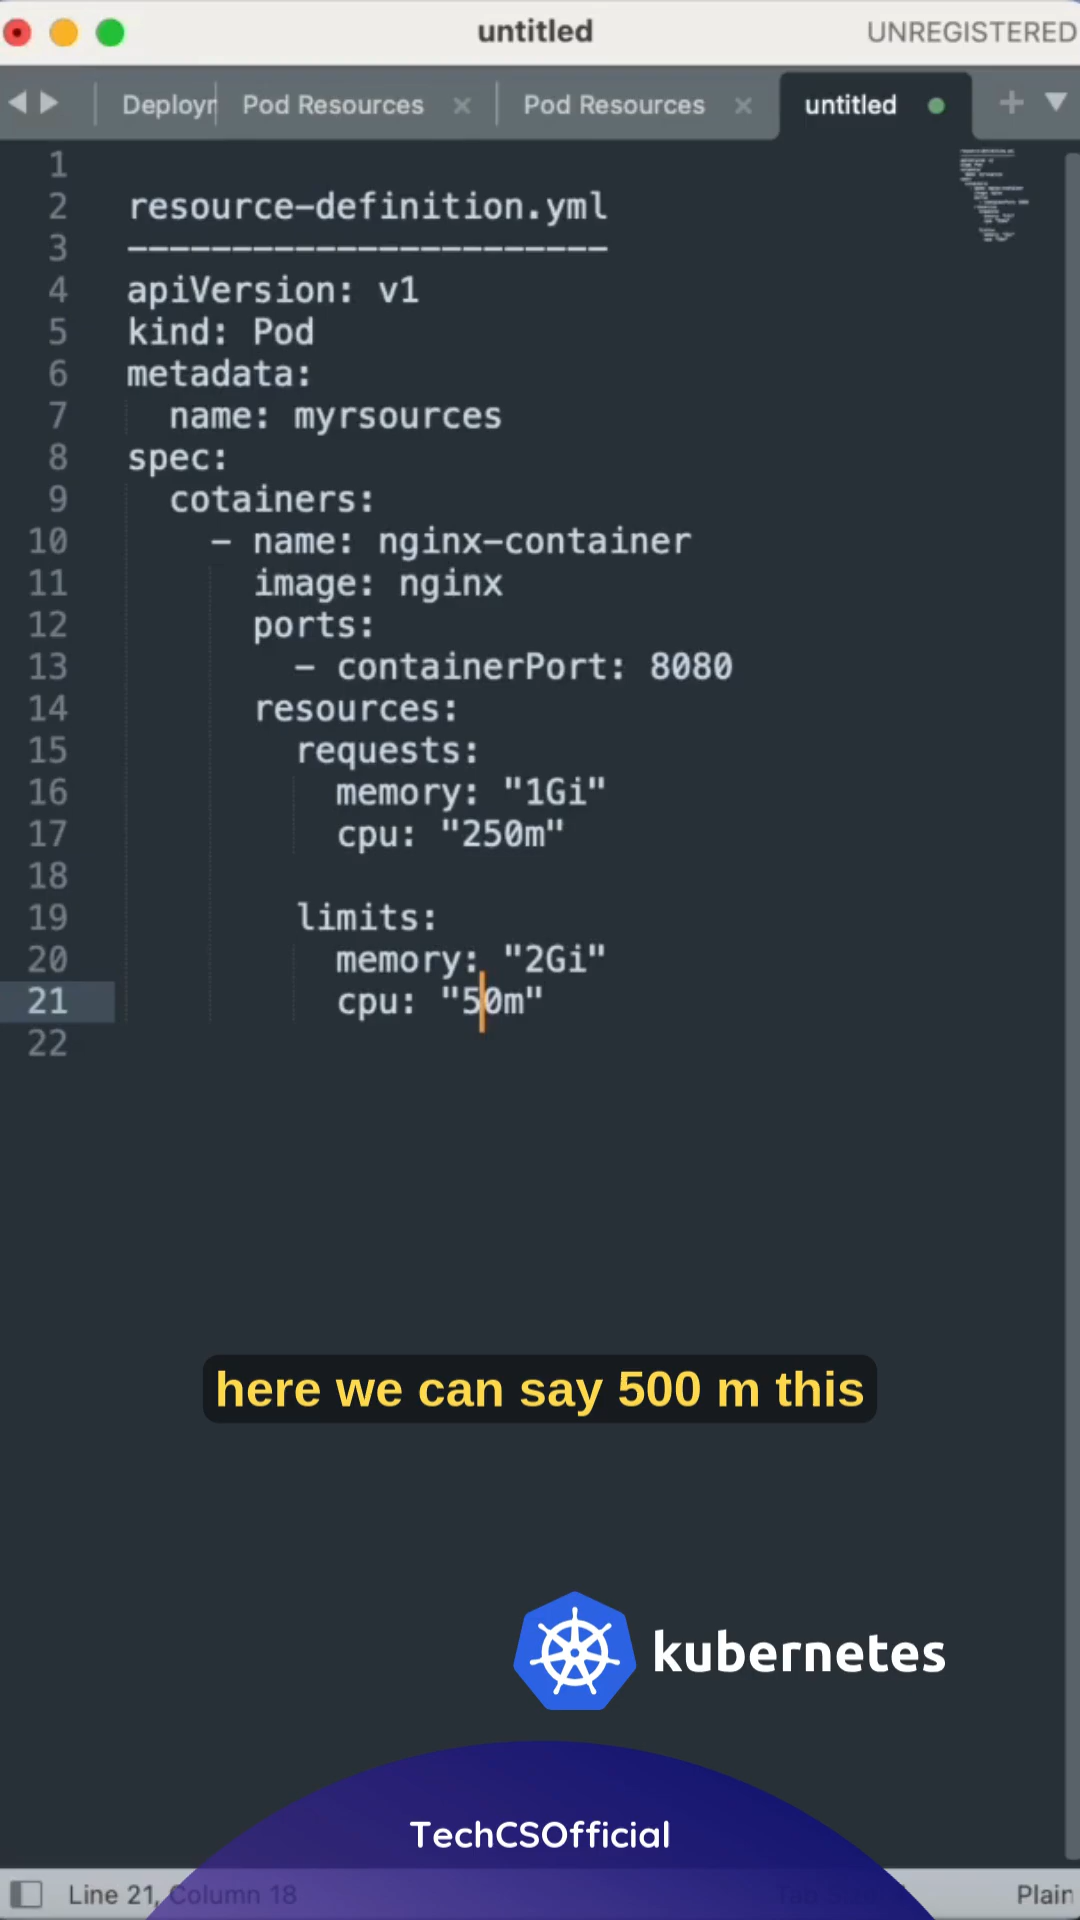 untitled
UNREGISTERED
Deployr
Pod Resources
Pod Resources
untitled
1
2 resource-definition.yml
3 -----------------------
4 apiVersion: v1
5 kind: Pod
6 metadata:
7 name: myrsources
8 spec:
9 cotainers:
10 - name: nginx-container
11 image: nginx
12 ports:
13 - containerPort: 8080
14 resources:
15 requests:
16 memory: "1Gi"
17 cpu: "250m"
18
19 limits:
20 memory: "2Gi"
21 cpu: "50m"
22
here we can say 500 m this
kubernetes
TechCSOfficial
Line 21, Column 18
Plain